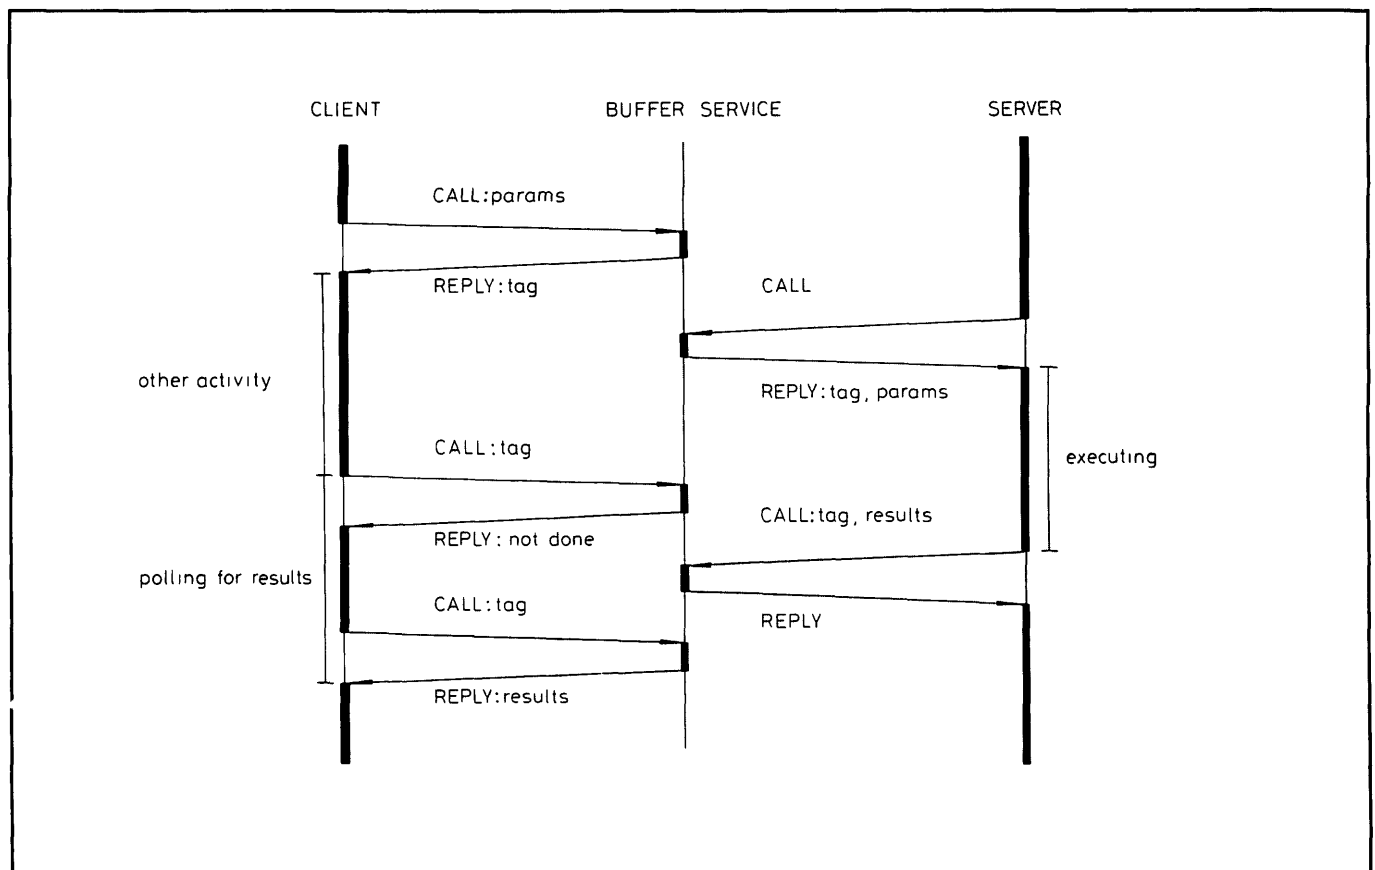 CLIENT
BUFFER SERVICE
SERVER
CALL:params
REPLY:tag
CALL
other activity
REPLY:tag, params
CALL:tag
executing
CALL:tag, results
REPLY: not done
polling for results
CALL:tag
REPLY
REPLY:results